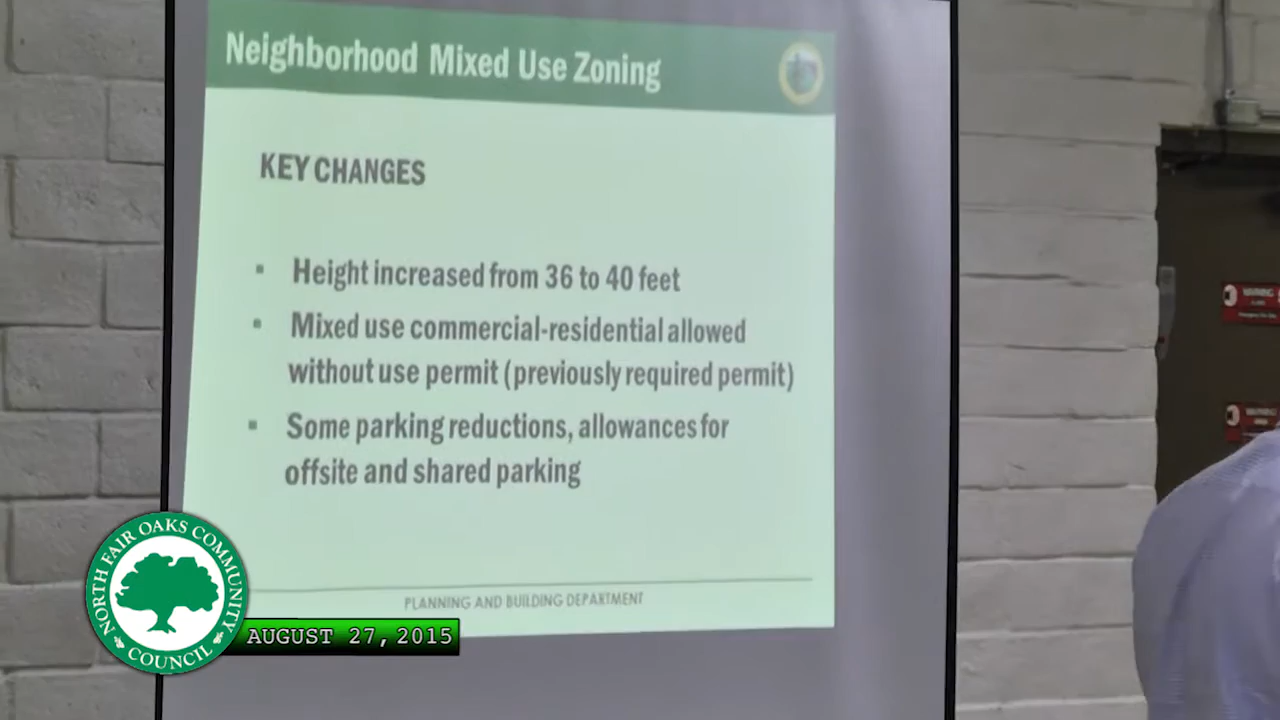 Neighborhood Mixed Use Zoning
KEY CHANGES
▪ Height increased from 36 to 40 feet
▪ Mixed use commercial-residential allowed
without use permit (previously required permit)
▪ Some parking reductions, allowances for
offsite and shared parking
PLANNING AND BUILDING DEPARTMENT
NORTH FAIR OAKS COMMUNITY
COUNCIL
AUGUST 27, 2015
WARNING
WARNING